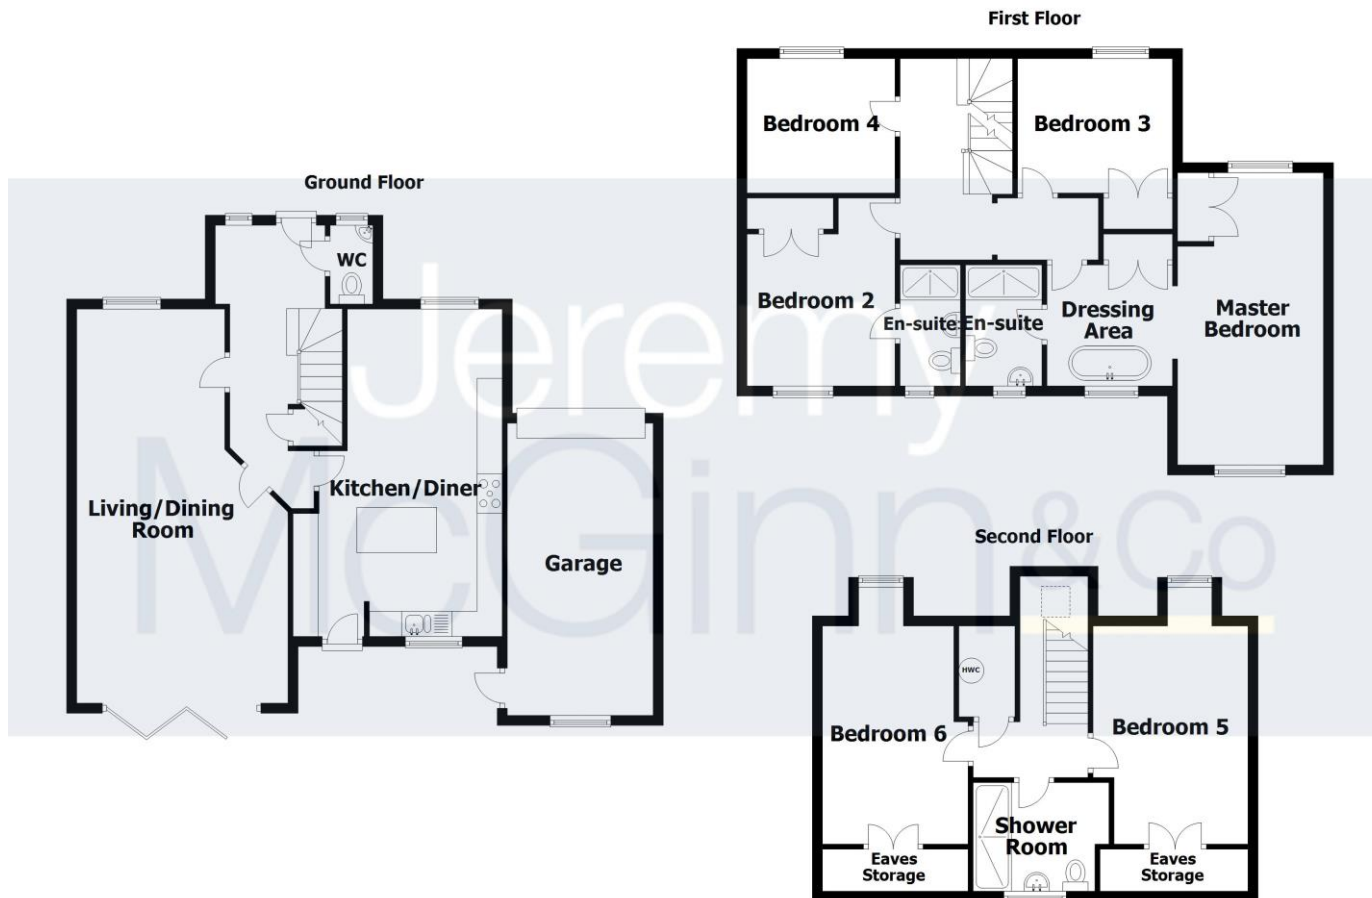 First Floor
Bedroom 4
Bedroom 3
Bedroom 2
En-suite
En-suite
Dressing
Area
Master
Bedroom
Ground Floor
WC
Living/Dining
Room
Kitchen/Diner
Garage
Jeremy
McGinn & Co
Second Floor
HWC
Bedroom 6
Bedroom 5
Shower
Room
Eaves
Storage
Eaves
Storage